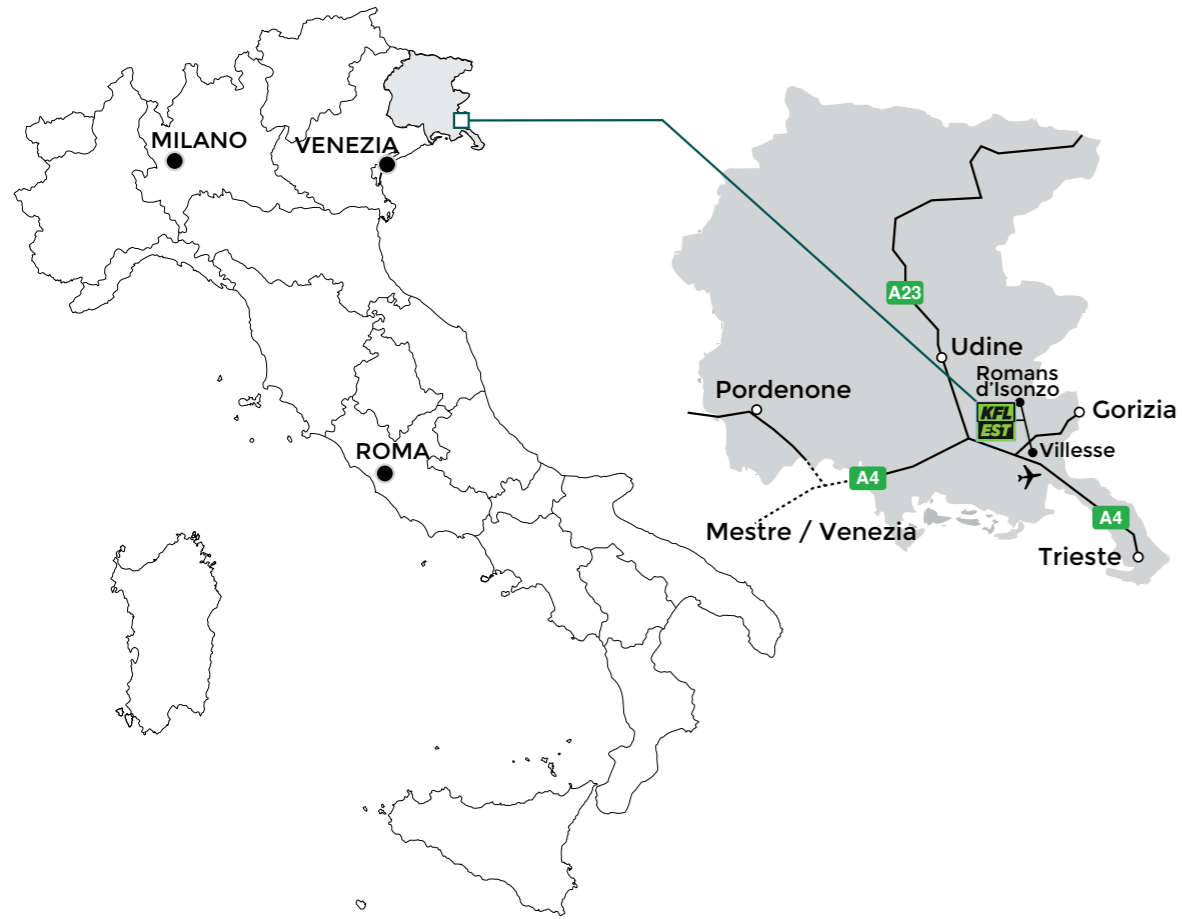 MILANO
VENEZIA
ROMA
A23
Udine
Romans
d'Isonzo
Pordenone
KFL
EST
Gorizia
Villesse
A4
Mestre / Venezia
A4
Trieste